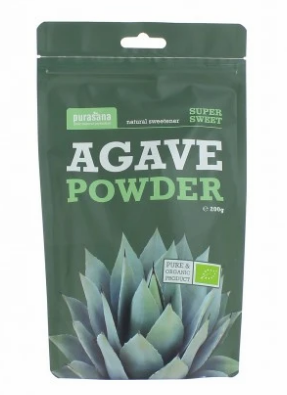 purasana
natural sweetener
SUPER
SWEET
AGAVE
POWDER
℮ 200g
PURE &
ORGANIC
PRODUCT